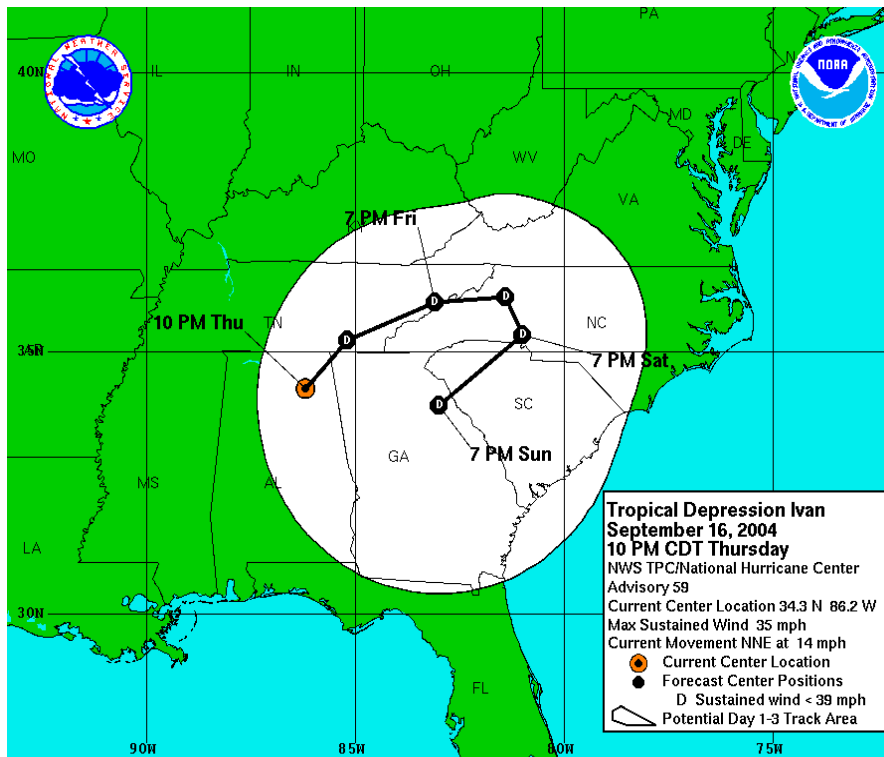 PA
40N
IL
IN
OH
N
MD
DE
MO
WV
VA
7 PM Fri
D
D
10 PM Thu
TN
D
D
NC
35N
7 PM Sat
D
SC
7 PM Sun
GA
MS
AL
LA
30N
FL
90W
85W
80W
75W
NATIONAL WEATHER SERVICE
NOAA
Tropical Depression Ivan
September 16, 2004
10 PM CDT Thursday
NWS TPC/National Hurricane Center
Advisory 59
Current Center Location 34.3 N 86.2 W
Max Sustained Wind 35 mph
Current Movement NNE at 14 mph
Current Center Location
Forecast Center Positions
D Sustained wind < 39 mph
Potential Day 1-3 Track Area